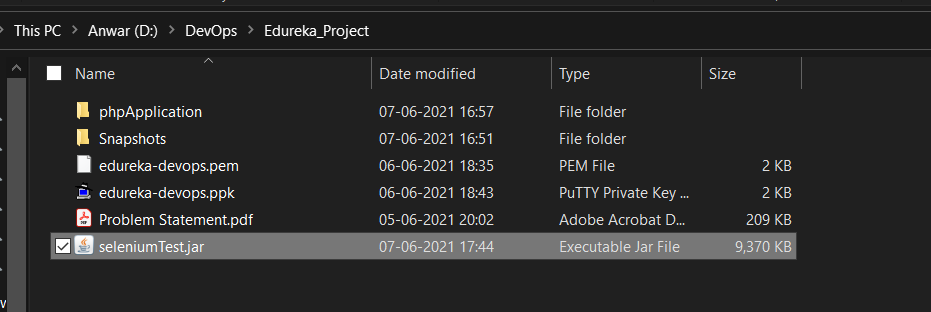 This PC > Anwar (D:) > DevOps > Edureka_Project
Name Date modified Type Size
phpApplication 07-06-2021 16:57 File folder
Snapshots 07-06-2021 16:51 File folder
edureka-devops.pem 06-06-2021 18:35 PEM File 2 KB
edureka-devops.ppk 06-06-2021 18:43 PuTTY Private Key ... 2 KB
Problem Statement.pdf 05-06-2021 20:02 Adobe Acrobat D... 209 KB
seleniumTest.jar 07-06-2021 17:44 Executable Jar File 9,370 KB
w